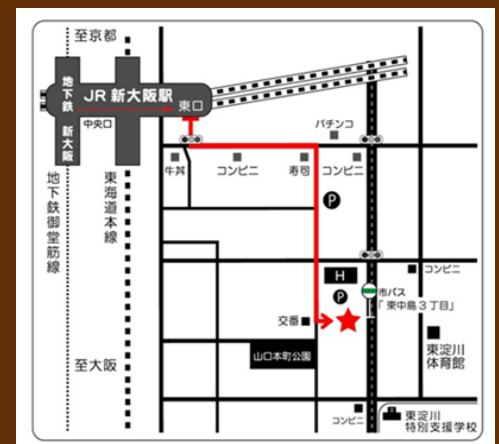 至京都
地下鉄 新大阪
JR 新大阪駅
東口
中央口
パチンコ
牛丼
コンビニ
寿司
コンビニ
地下鉄御堂筋線
東海道本線
P
H
コンビニ
P
市バス
「東中島3丁目」
交番
東淀川
体育館
山口本町公園
至大阪
コンビニ
東淀川
特別支援学校